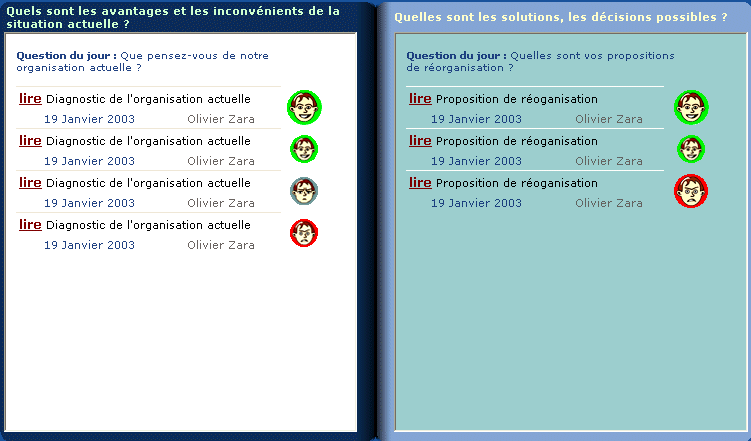 Quels sont les avantages et les inconvénients de la
situation actuelle ?
Question du jour : Que pensez-vous de notre
organisation actuelle ?
lire Diagnostic de l'organisation actuelle
19 Janvier 2003 Olivier Zara
lire Diagnostic de l'organisation actuelle
19 Janvier 2003 Olivier Zara
lire Diagnostic de l'organisation actuelle
19 Janvier 2003 Olivier Zara
lire Diagnostic de l'organisation actuelle
19 Janvier 2003 Olivier Zara
Quelles sont les solutions, les décisions possibles ?
Question du jour : Quelles sont vos propositions
de réorganisation ?
lire Proposition de réoganisation
19 Janvier 2003 Olivier Zara
lire Proposition de réoganisation
19 Janvier 2003 Olivier Zara
lire Proposition de réoganisation
19 Janvier 2003 Olivier Zara